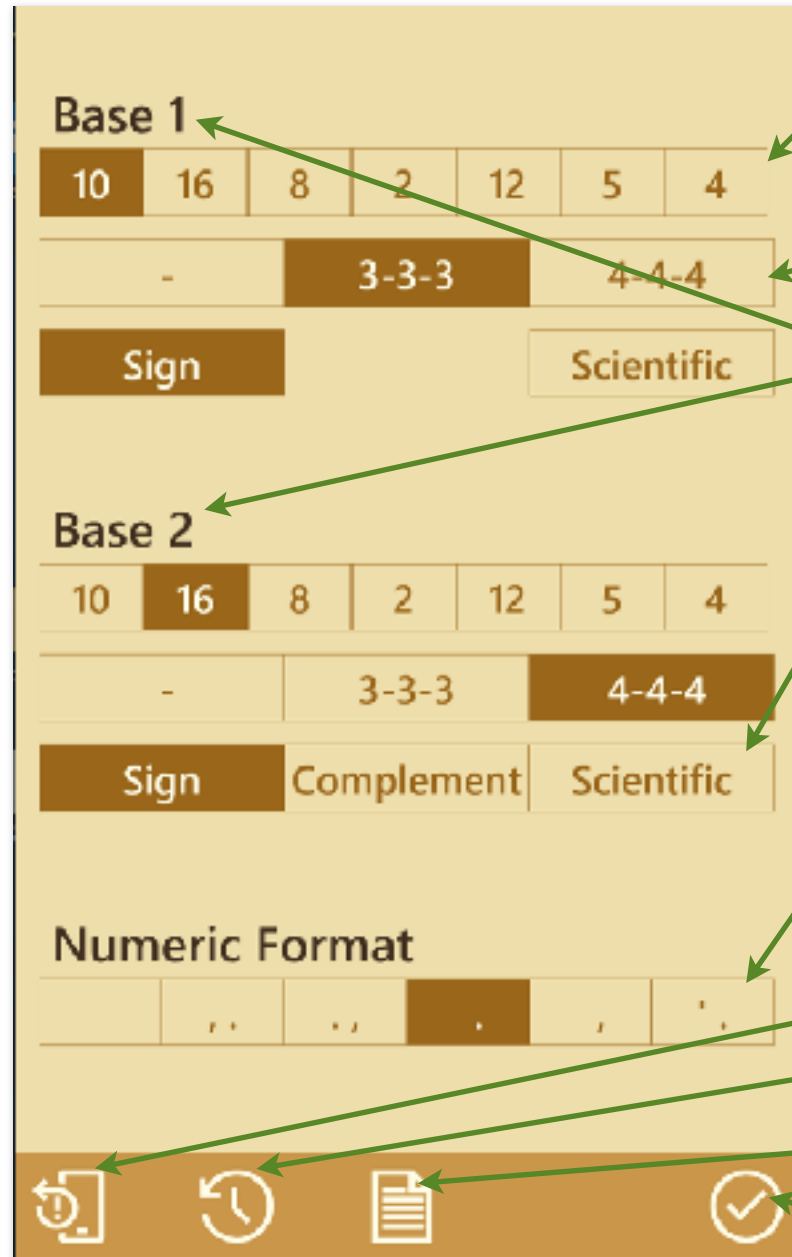 Base 1
10 16 8 2 12 5 4
- 3-3-3 4-4-4
Sign Scientific
Base 2
10 16 8 2 12 5 4
- 3-3-3 4-4-4
Sign Complement Scientific
Numeric Format
, . . , . , ' ,